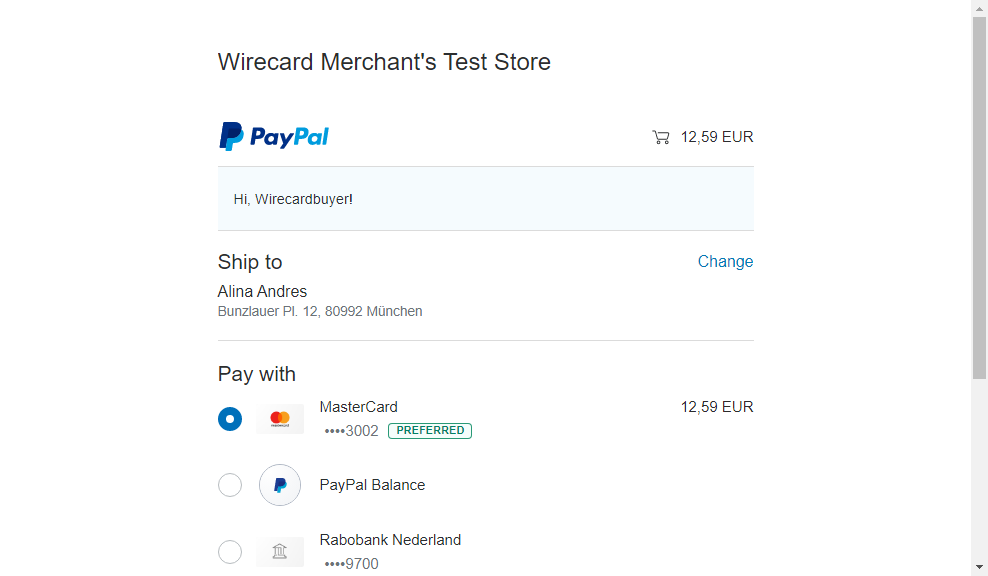 Wirecard Merchant's Test Store
PayPal
12,59 EUR
Hi, Wirecardbuyer!
Ship to
Change
Alina Andres
Bunzlauer Pl. 12, 80992 München
Pay with
MasterCard
12,59 EUR
••••3002 PREFERRED
PayPal Balance
Rabobank Nederland
••••9700